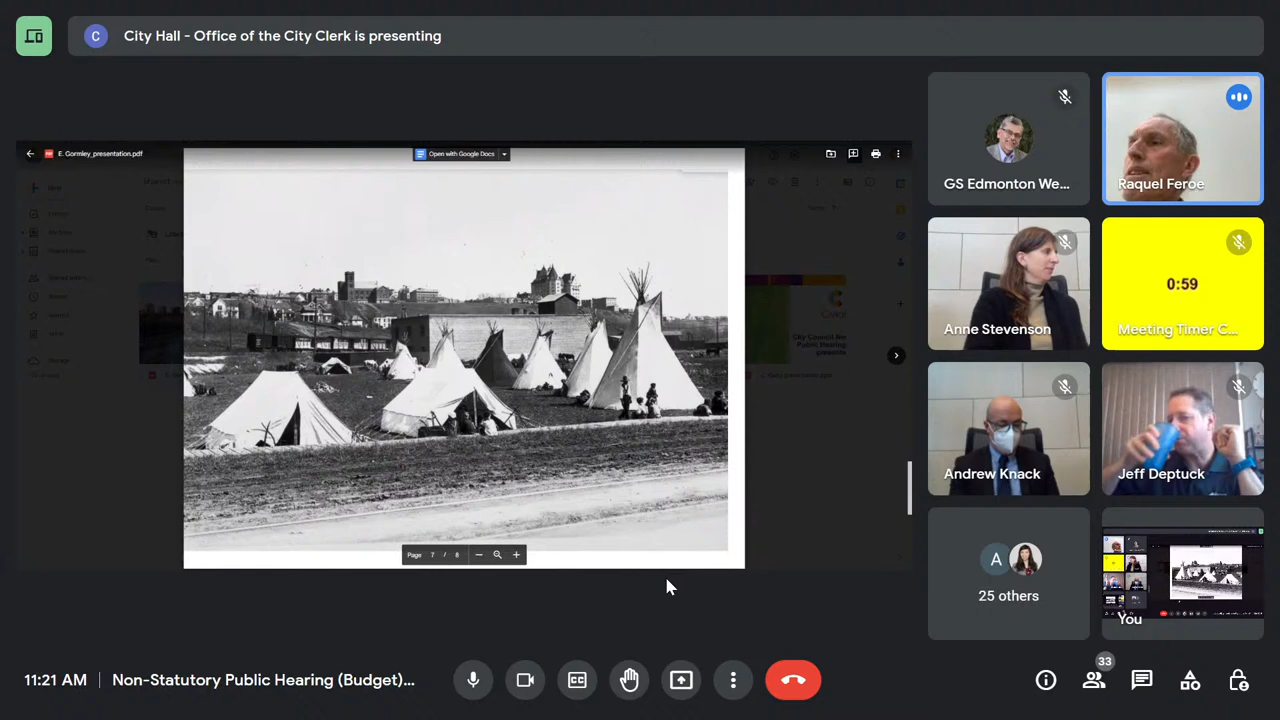 C
City Hall - Office of the City Clerk is presenting
E. Gormley_presentation.pdf
Open with Google Docs
Page 7 / 8
GS Edmonton We...
Raquel Feroe
Anne Stevenson
0:59
Meeting Timer C...
Andrew Knack
Jeff Deptuck
A
25 others
You
11:21 AM
Non-Statutory Public Hearing (Budget)...
33